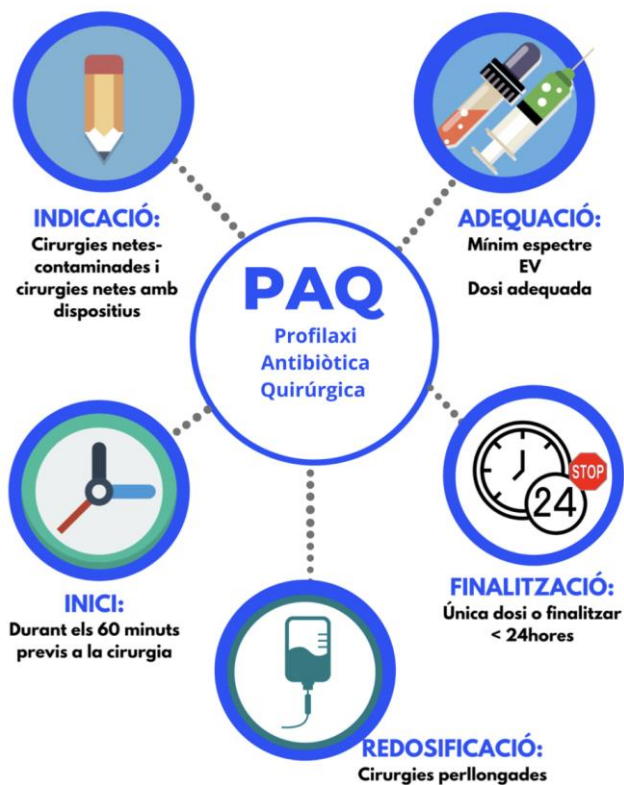 INDICACIÓ:
Cirurgies netes-
contaminades i
cirurgies netes amb
dispositius
ADEQUACIÓ:
Mínim espectre
EV
Dosi adequada
PAQ
Profilaxi
Antibiòtica
Quirúrgica
INICI:
Durant els 60 minuts
previs a la cirurgia
STOP
24
FINALITZACIÓ:
Única dosi o finalitzar
< 24hores
REDOSIFICACIÓ:
Cirurgies perllongades